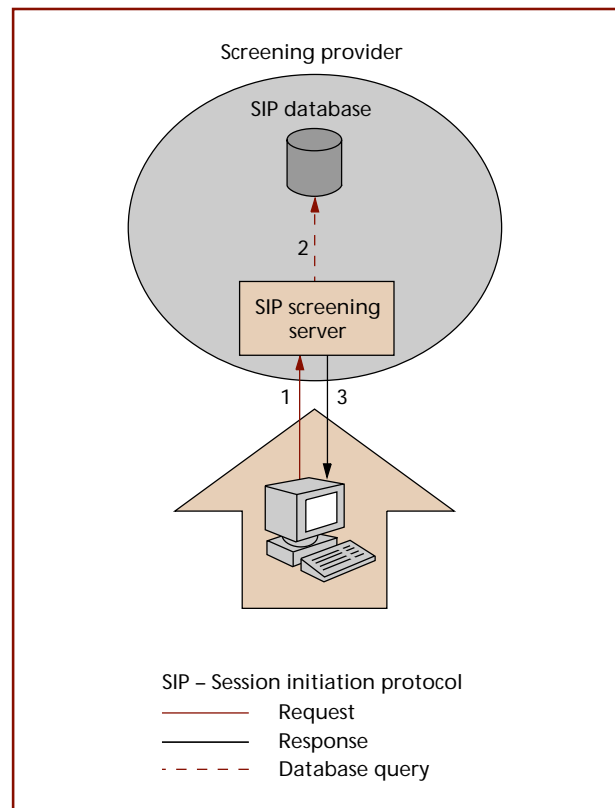 Screening provider
SIP database
2
SIP screening
server
1
3
SIP – Session initiation protocol
Request
Response
Database query